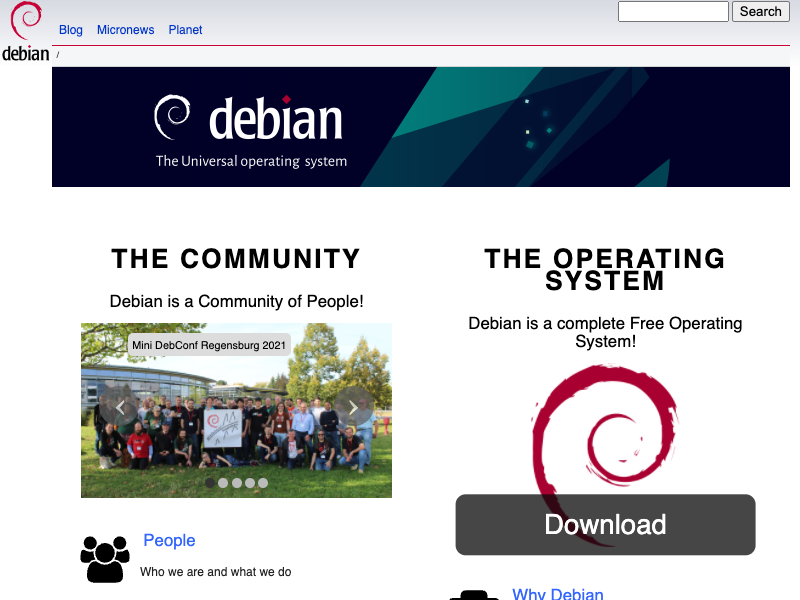 Search
Blog Micronews Planet
debian
/
debian
The Universal operating system
THE COMMUNITY
Debian is a Community of People!
Mini DebConf Regensburg 2021
People
Who we are and what we do
THE OPERATING
SYSTEM
Debian is a complete Free Operating
System!
Download
Why Debian